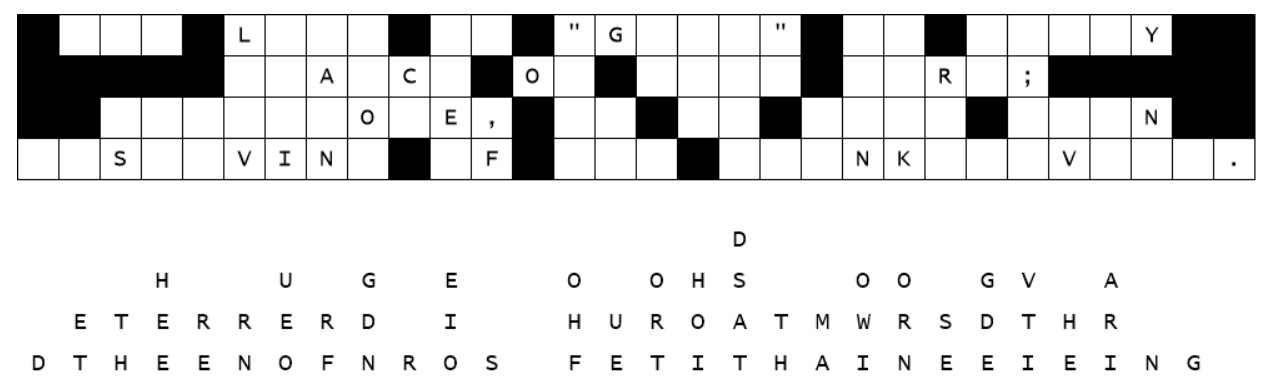 L " G " Y
A C O R ;
O E , N
S V I N F N K V .
D
H U G E O O H S O O G V A
E T E R R E R D I H U R O A T M W R S D T H R
D T H E E N O F N R O S F E T I T H A I N E E I E I N G